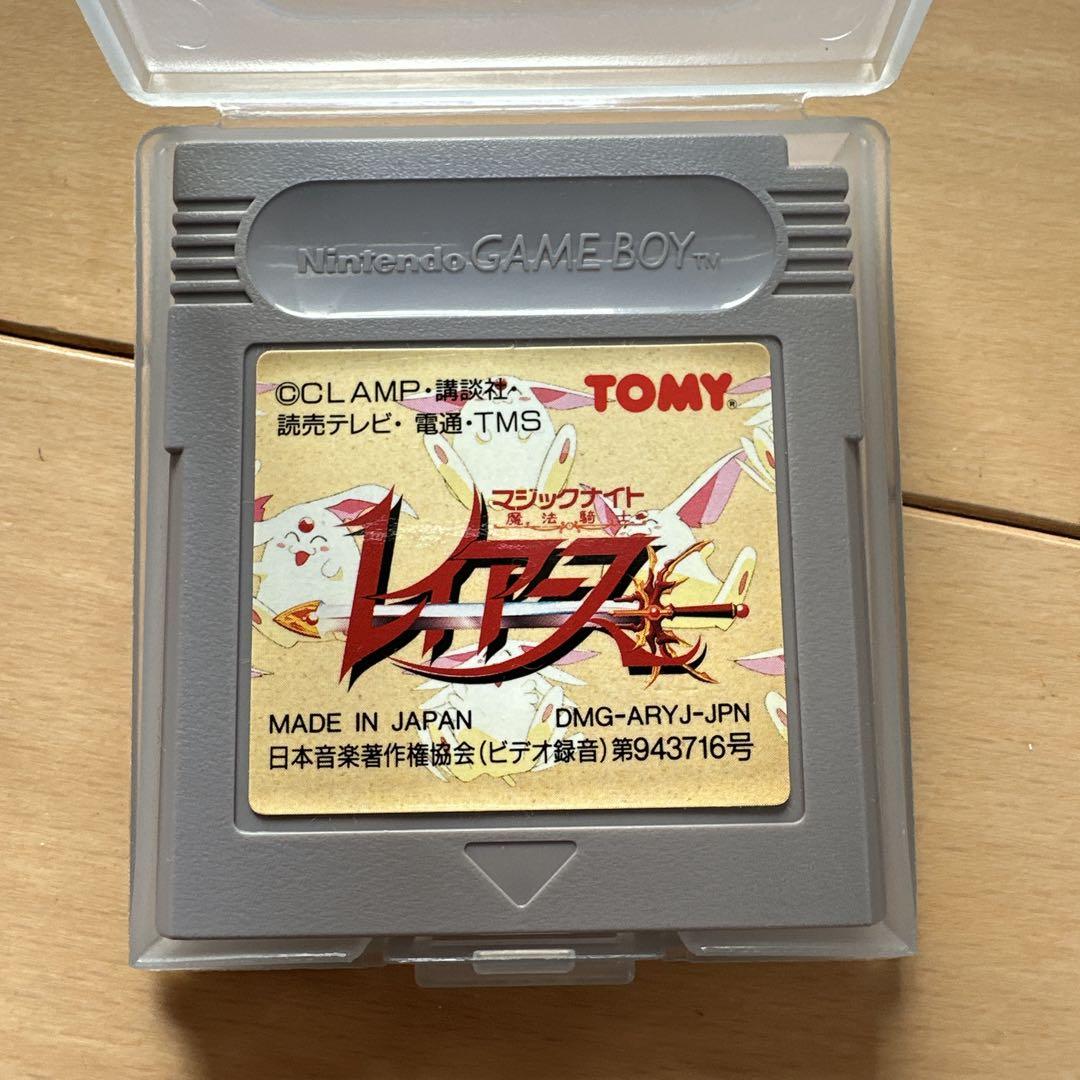 Nintendo GAME BOY™
©CLAMP・講談社・
TOMY®
読売テレビ・電通・TMS
マジックナイト
魔法騎士
レイアース
MADE IN JAPAN DMG-ARYJ-JPN
日本音楽著作権協会(ビデオ録音)第943716号